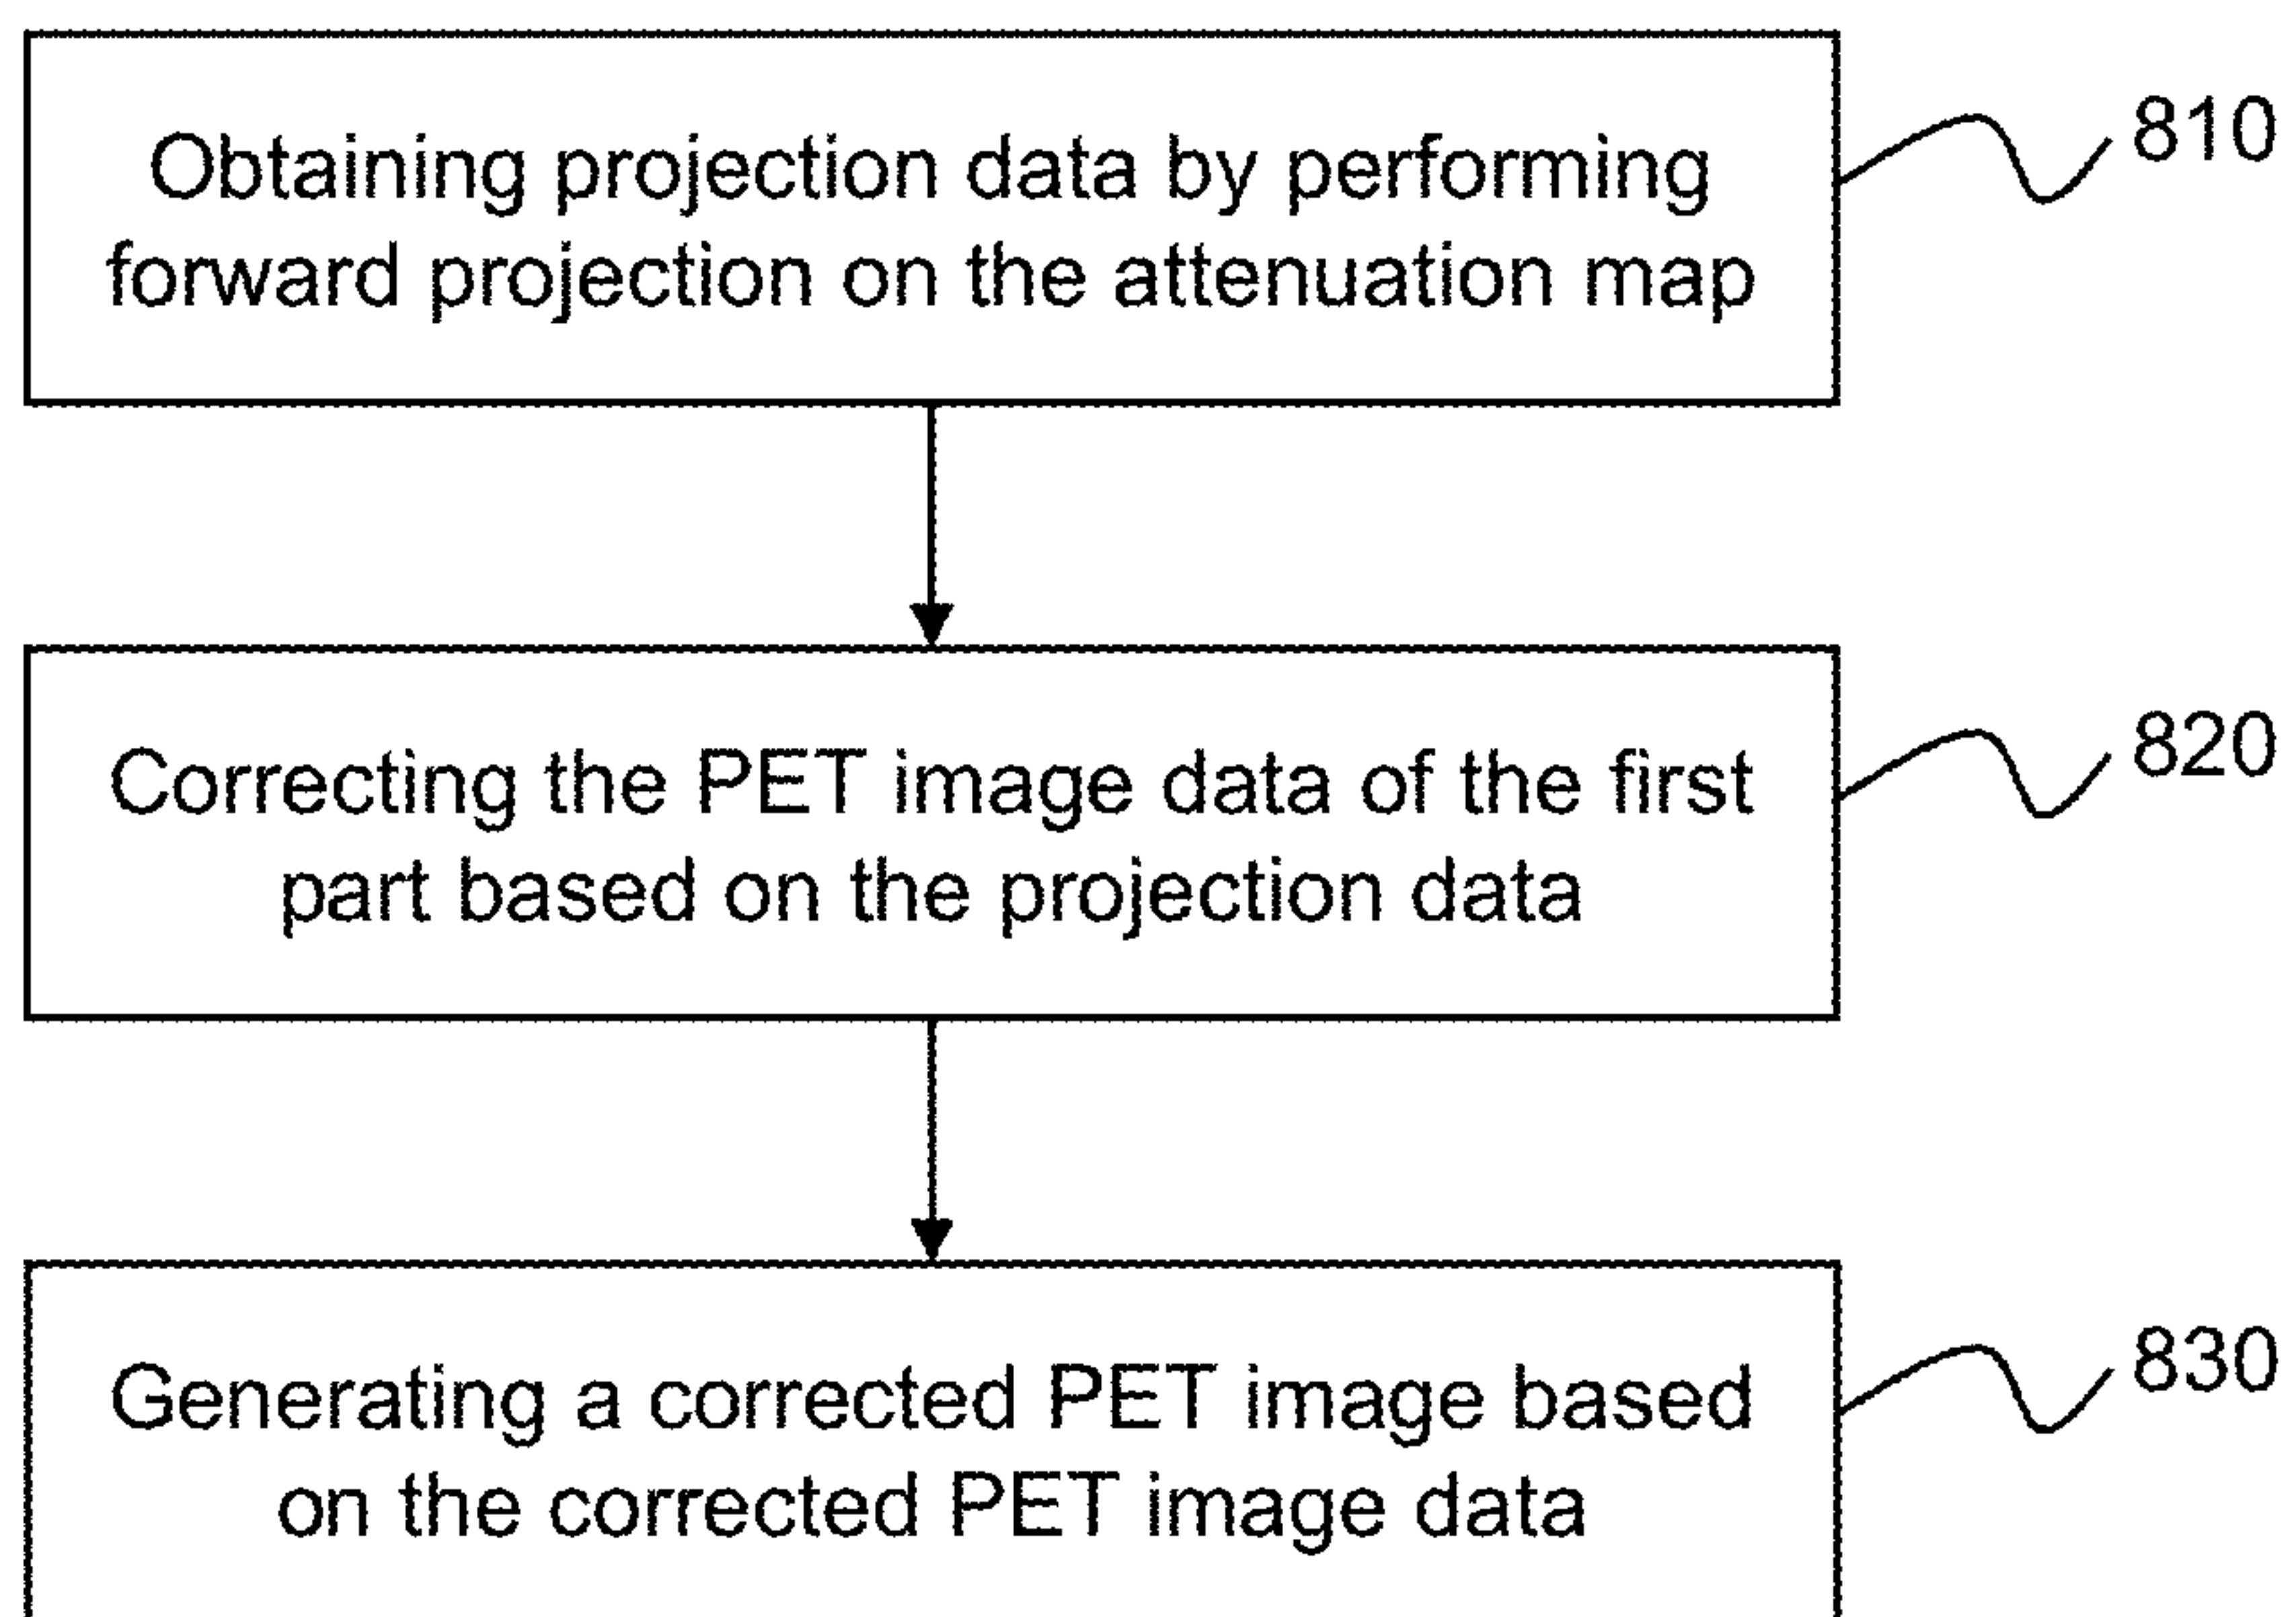 Obtaining projection data by performing
forward projection on the attenuation map
810
Correcting the PET image data of the first
part based on the projection data
820
Generating a corrected PET image based
on the corrected PET image data
830